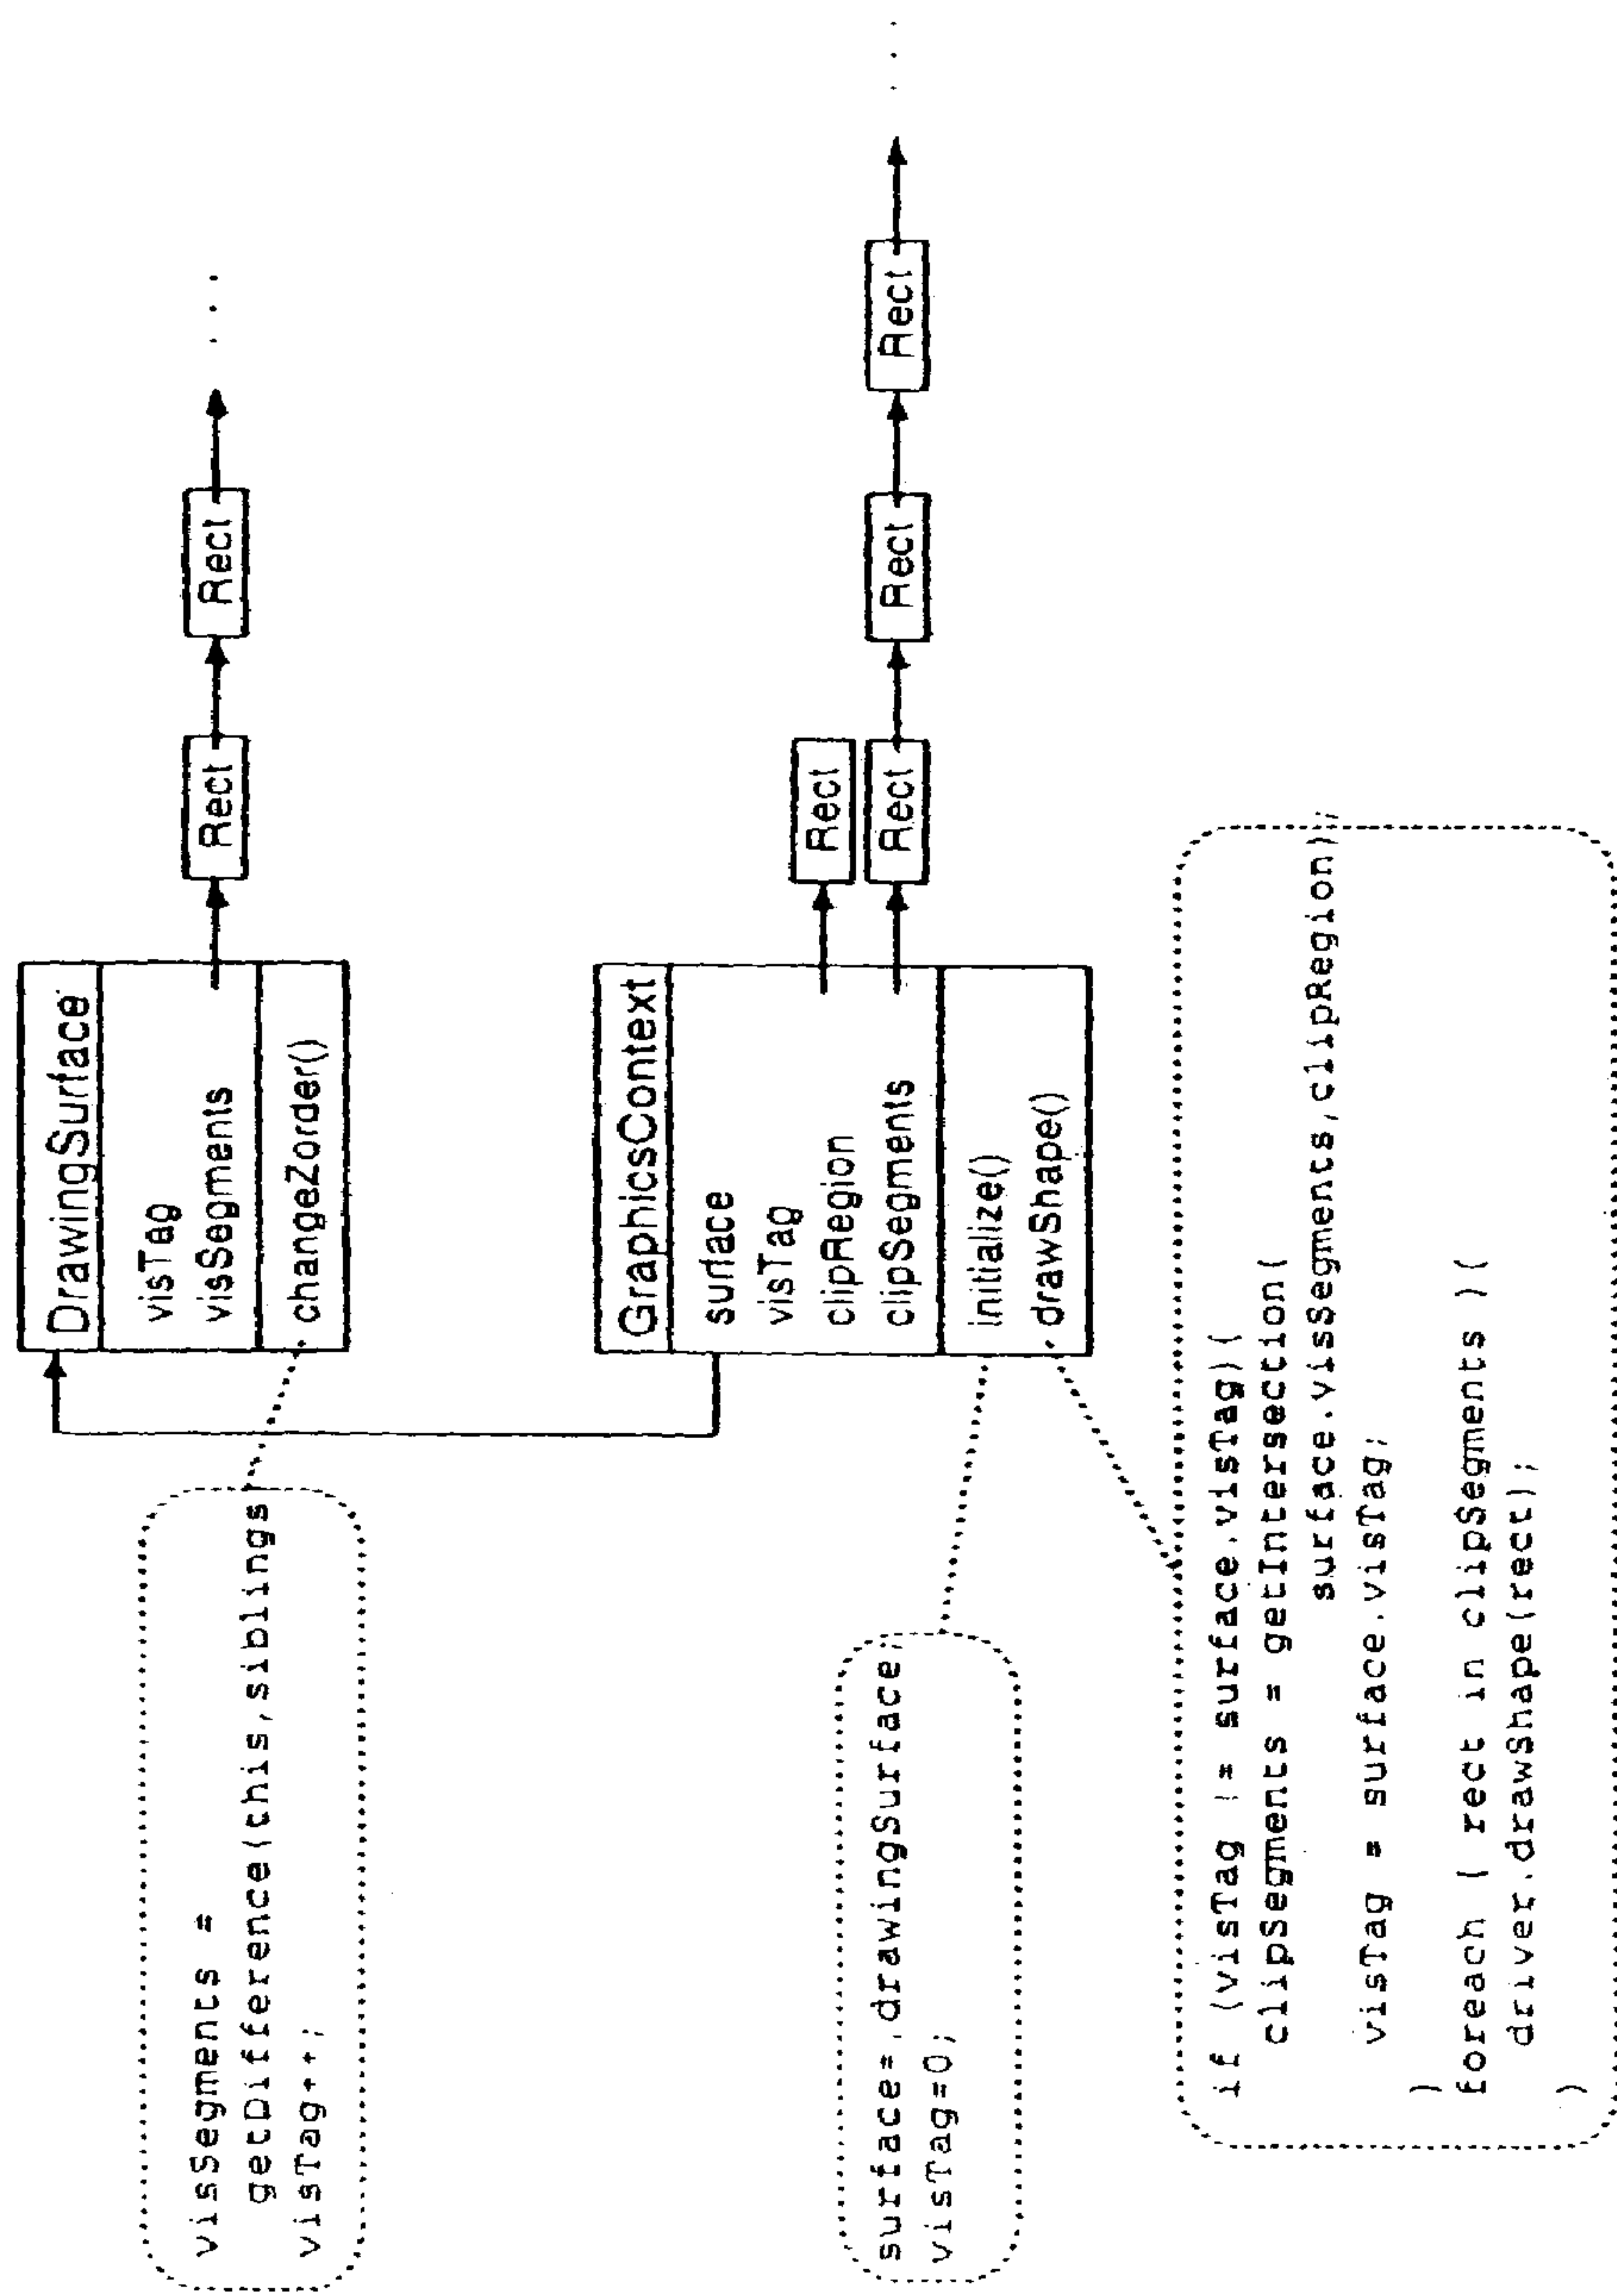 DrawingSurface
visTag
visSegments
changeZorder()
Rect
Rect
. . .
visSegments =
getDifference(this,siblings
visTag++;
GraphicsContext
surface
visTag
clipRegion
clipSegments
initialize()
drawShape()
Rect
Rect
Rect
Rect
. . .
surface=.drawingSurface;
visTag=0;
if (visTag != surface.visTag){
clipSegments = getIntersection(
surface.visSegments,clipRegion);
visTag = surface.visTag;
}
foreach ( rect in clipSegments ) {
driver.drawShape(rect);
}